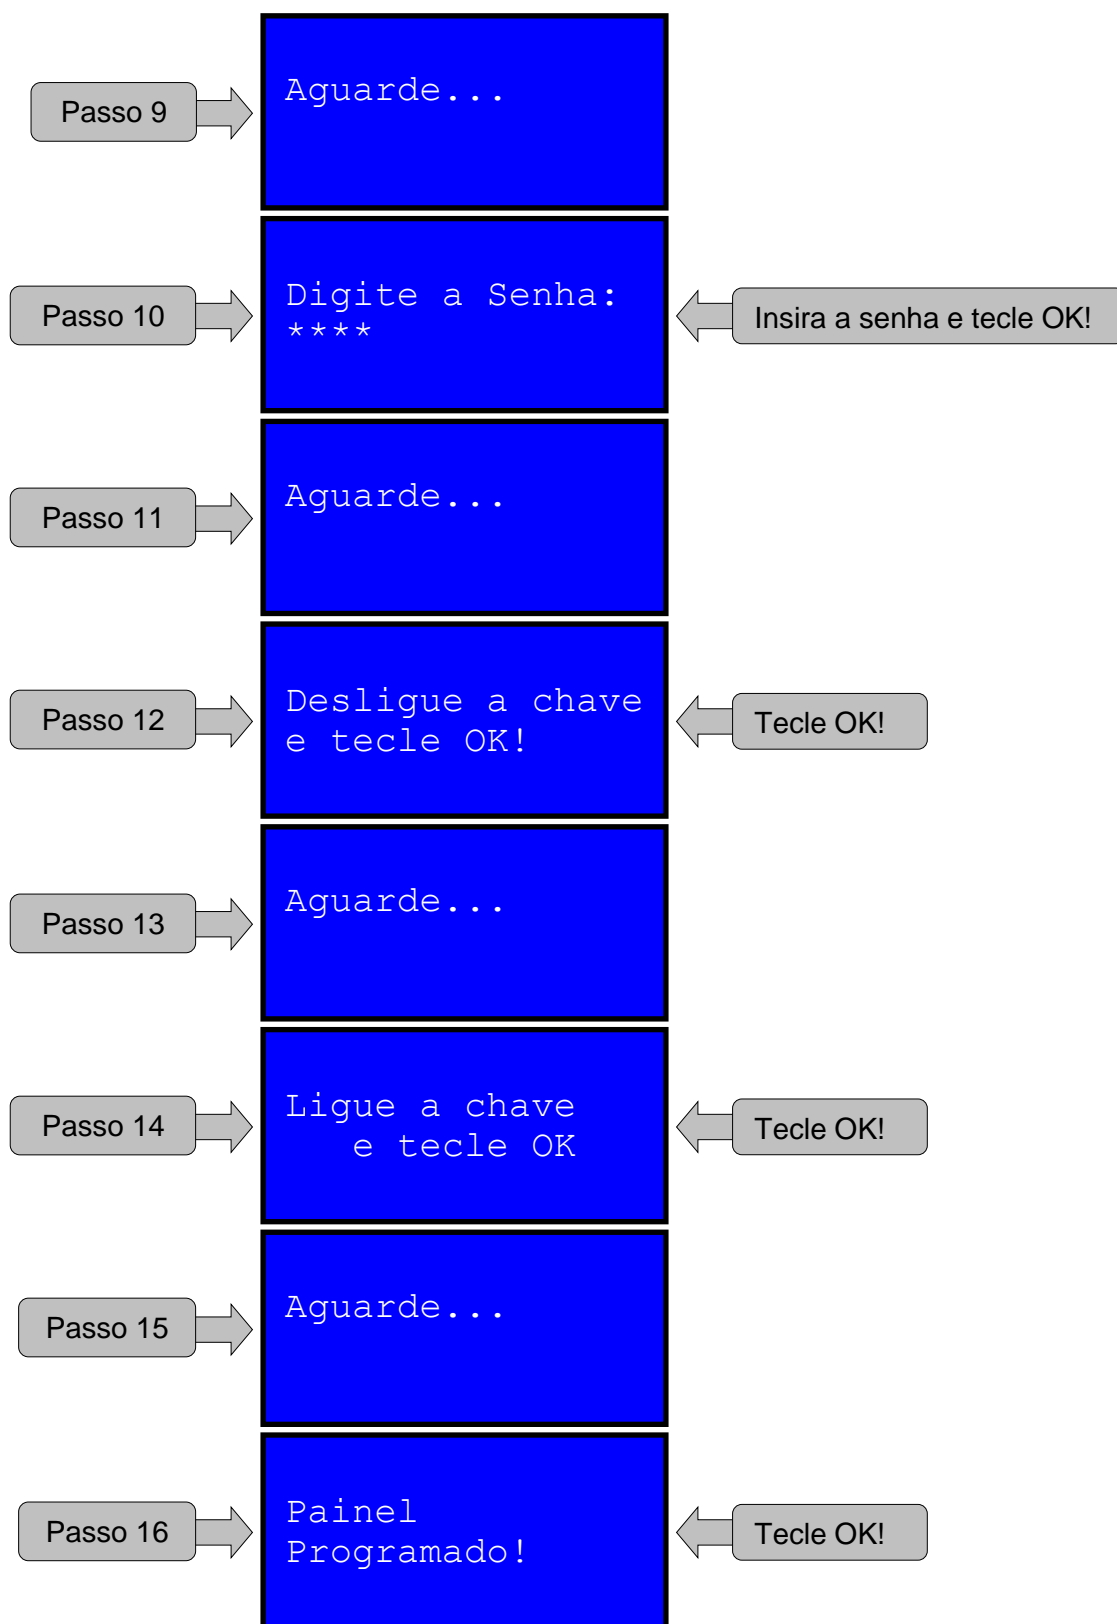 Passo 9
Aguarde...
Passo 10
Digite a Senha:
****
Insira a senha e tecle OK!
Passo 11
Aguarde...
Passo 12
Desligue a chave
e tecle OK!
Tecle OK!
Passo 13
Aguarde...
Passo 14
Ligue a chave
e tecle OK
Tecle OK!
Passo 15
Aguarde...
Passo 16
Painel
Programado!
Tecle OK!